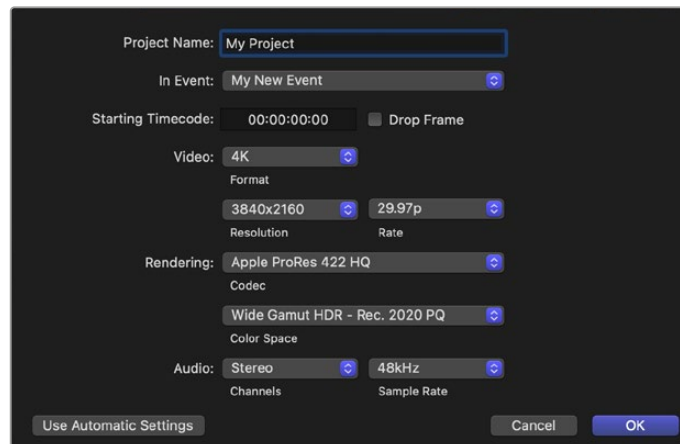 Project Name: My Project
In Event: My New Event
Starting Timecode: 00:00:00:00 Drop Frame
Video: 4K
Format
3840x2160 29.97p
Resolution Rate
Rendering: Apple ProRes 422 HQ
Codec
Wide Gamut HDR - Rec. 2020 PQ
Color Space
Audio: Stereo 48kHz
Channels Sample Rate
Use Automatic Settings Cancel OK